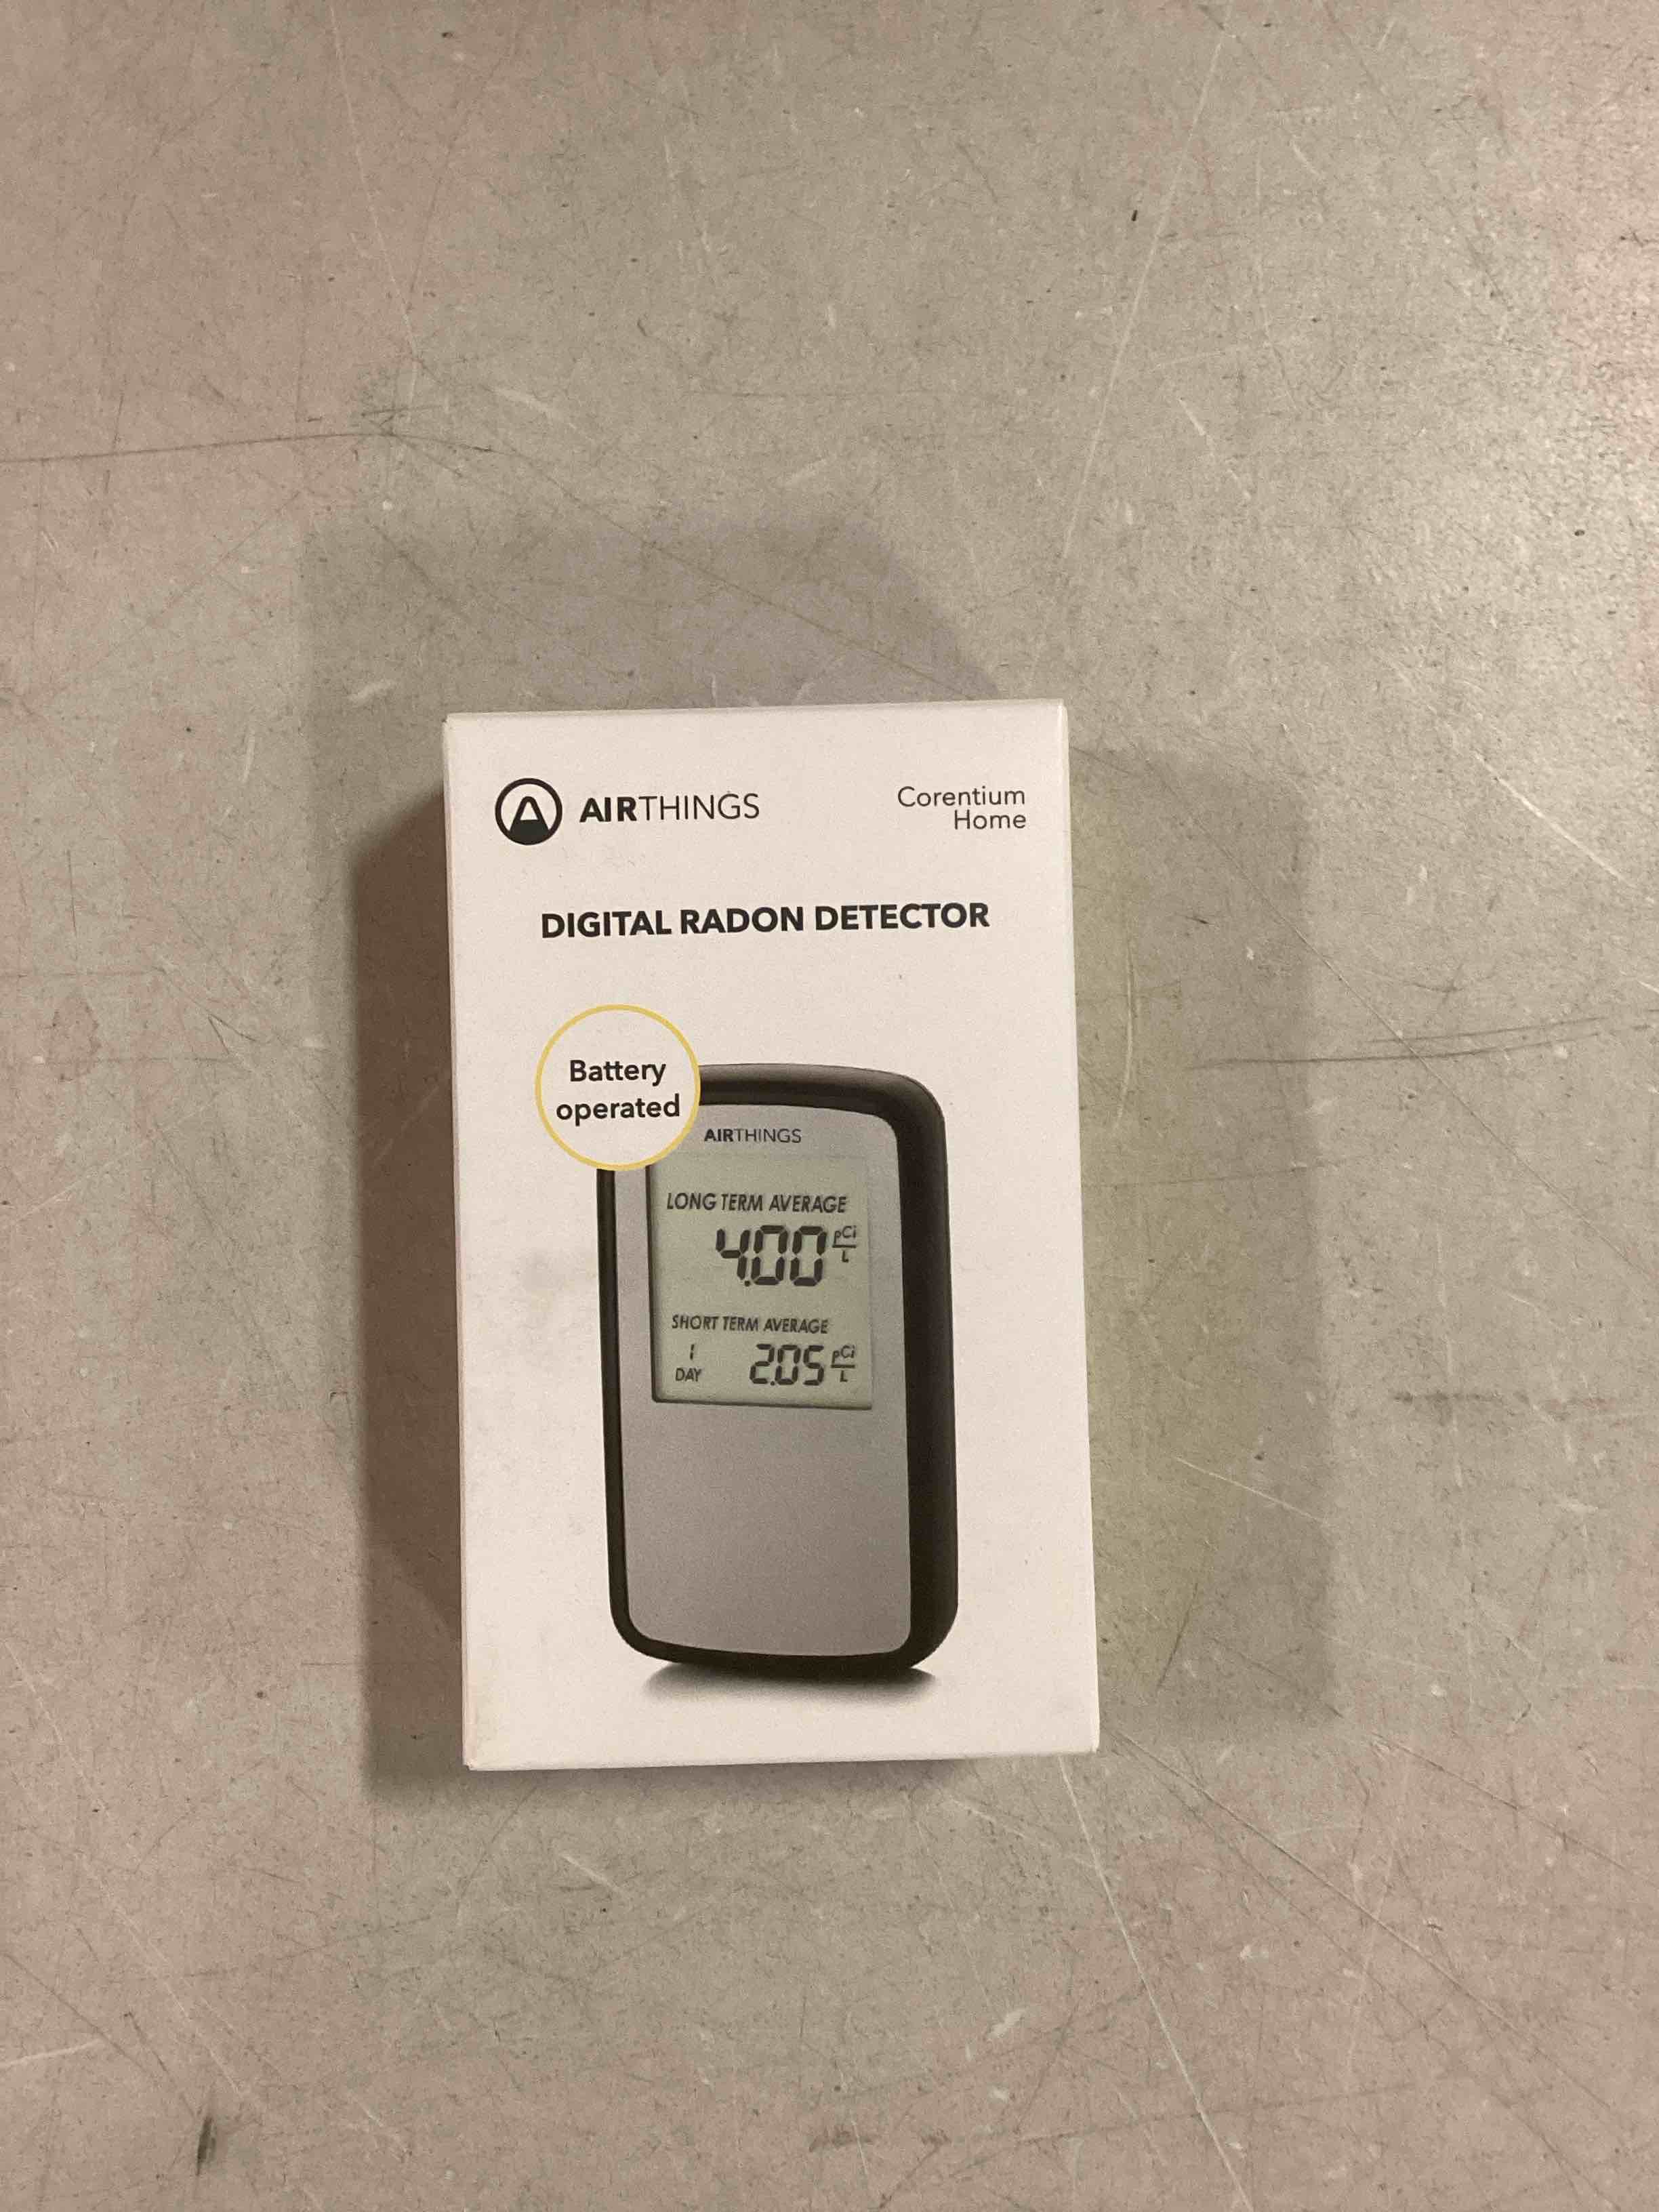 AIRTHINGS
Corentium
Home
DIGITAL RADON DETECTOR
Battery
operated
AIRTHINGS
LONG TERM AVERAGE
4.00 pCi/L
SHORT TERM AVERAGE
1 DAY 2.05 pCi/L